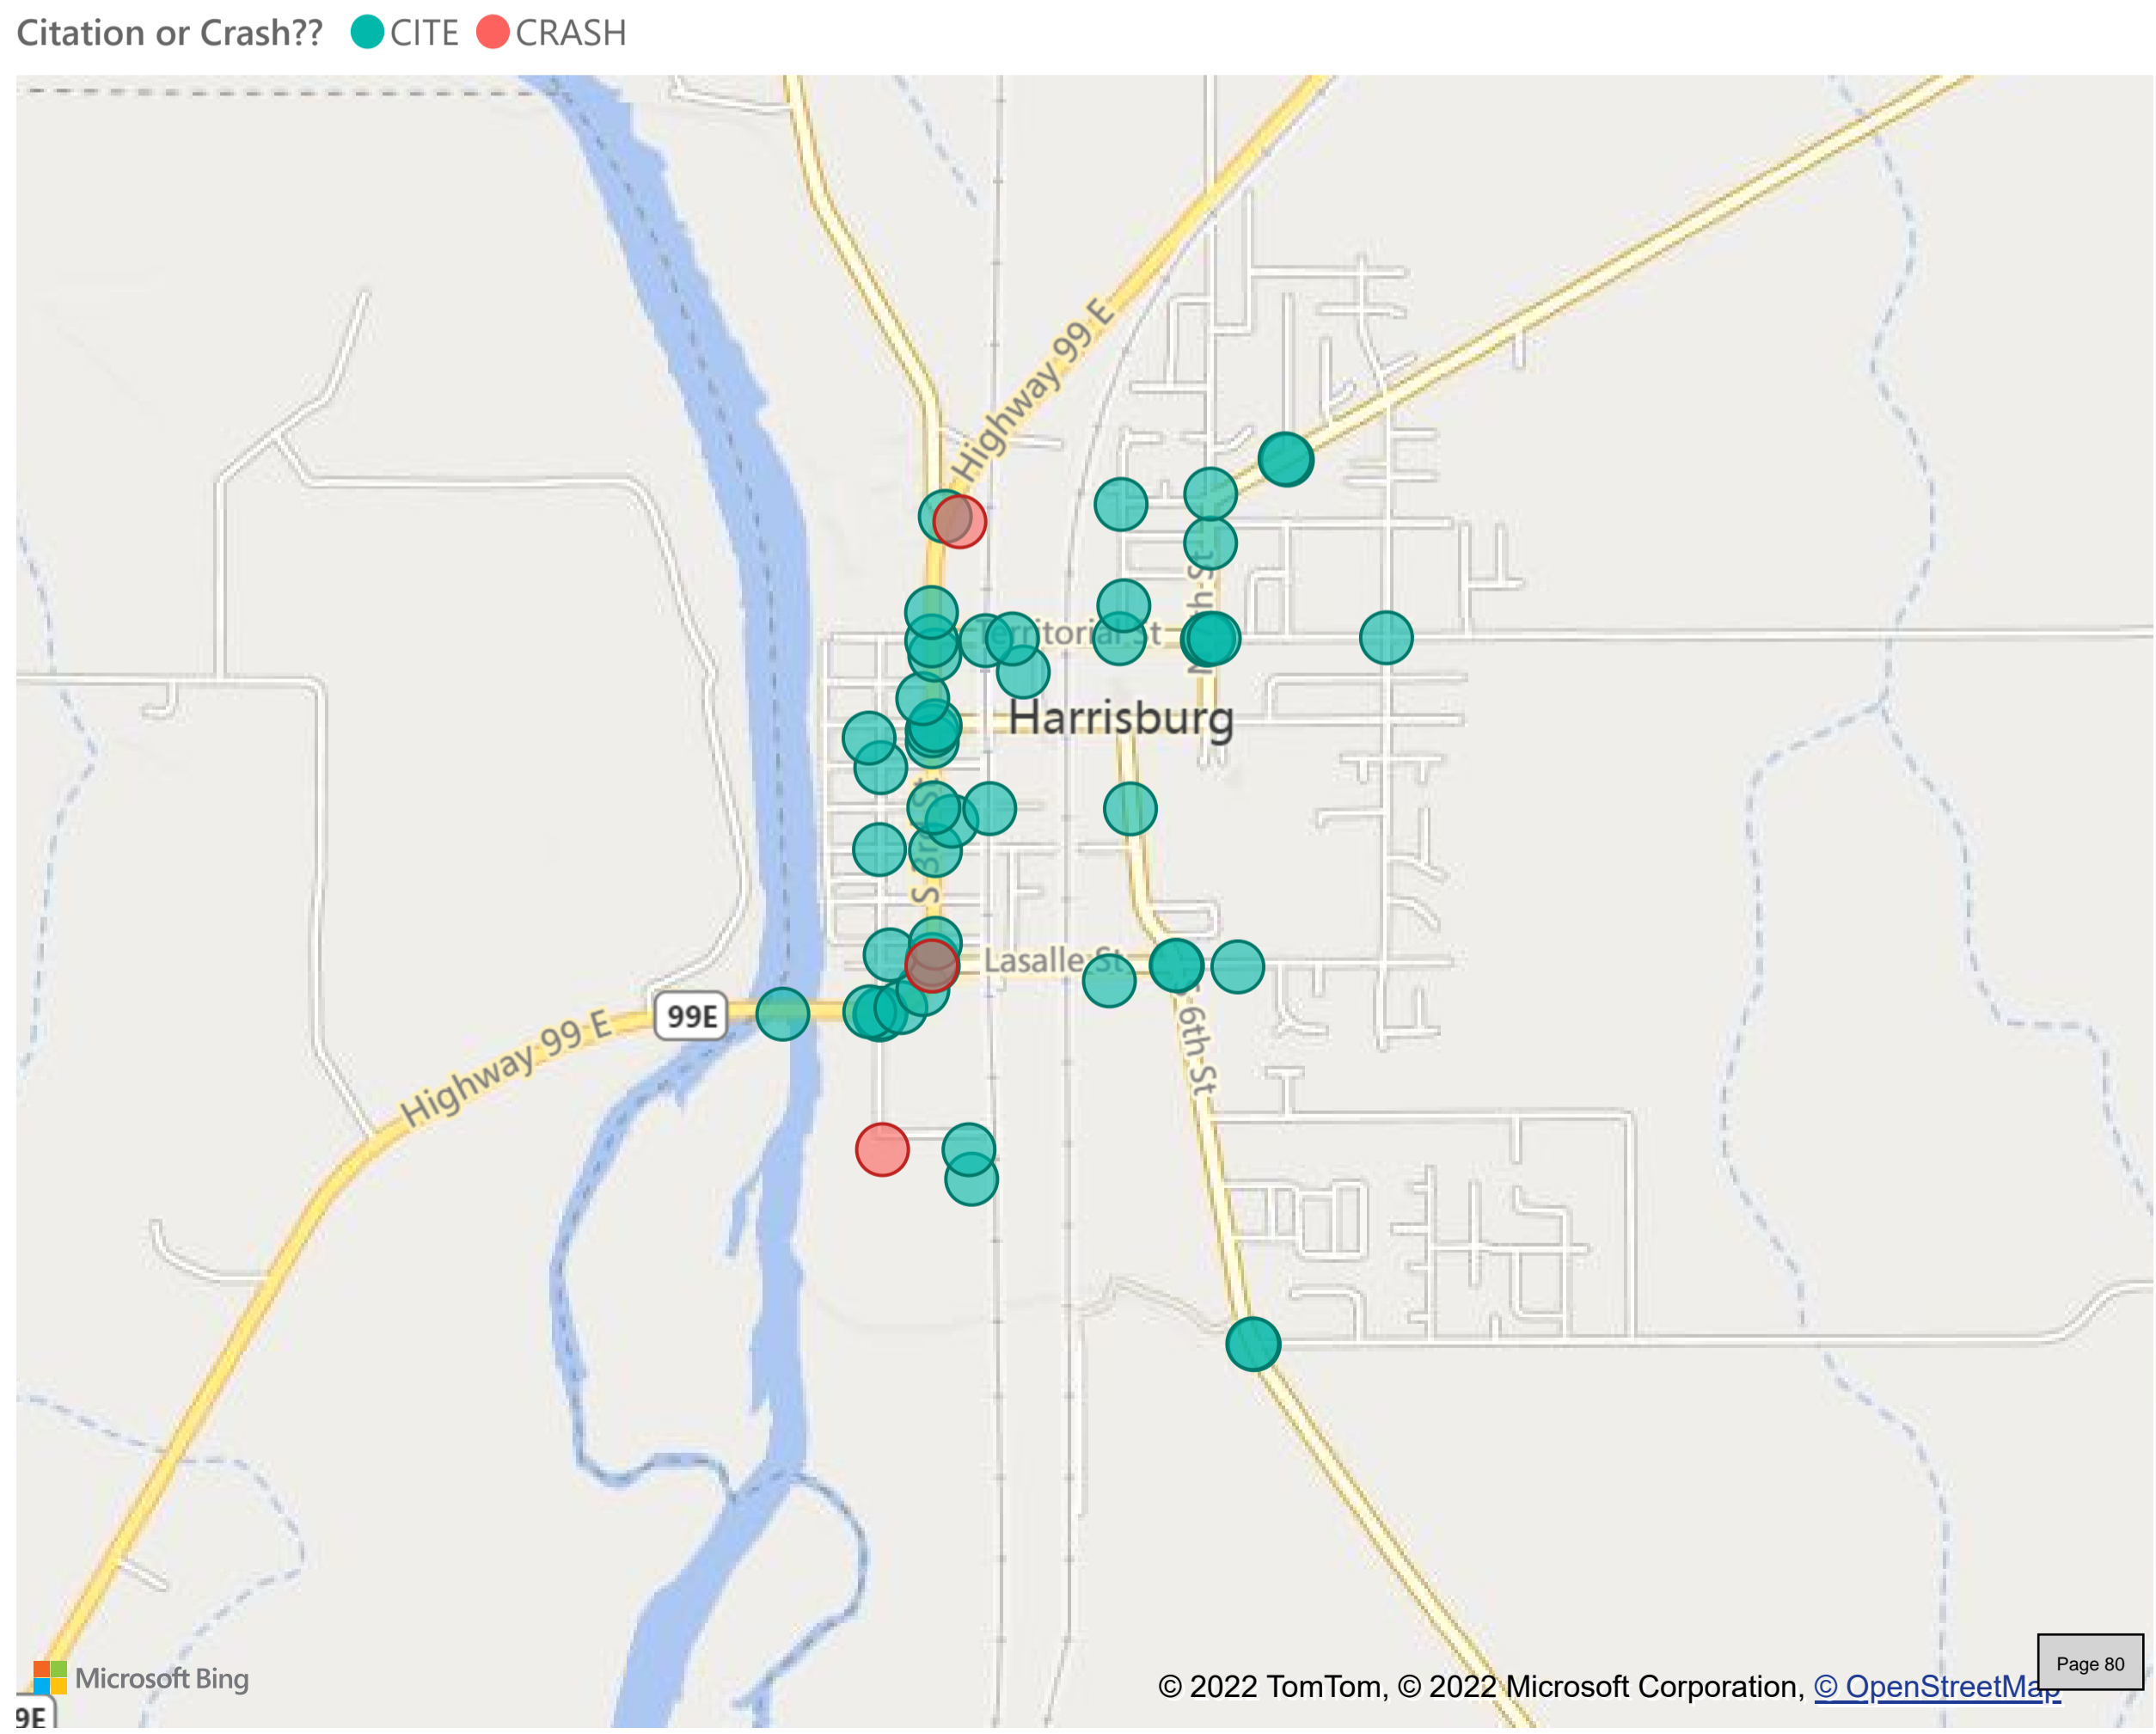 Citation or Crash?? CITE CRASH
Highway 99 E
Territorial St
Harrisburg
S 3rd St
Lasalle St
99E
Highway 99 E
6th St
Microsoft Bing
Page 80
© 2022 TomTom, © 2022 Microsoft Corporation, © OpenStreetMap
9E